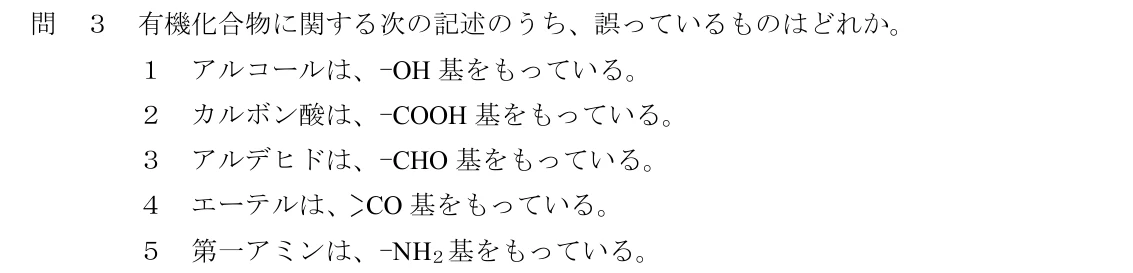 問 3 有機化合物に関する次の記述のうち、誤っているものはどれか。
1 アルコールは、-OH 基をもっている。
2 カルボン酸は、-COOH 基をもっている。
3 アルデヒドは、-CHO 基をもっている。
4 エーテルは、>CO 基をもっている。
5 第一アミンは、-NH₂基をもっている。